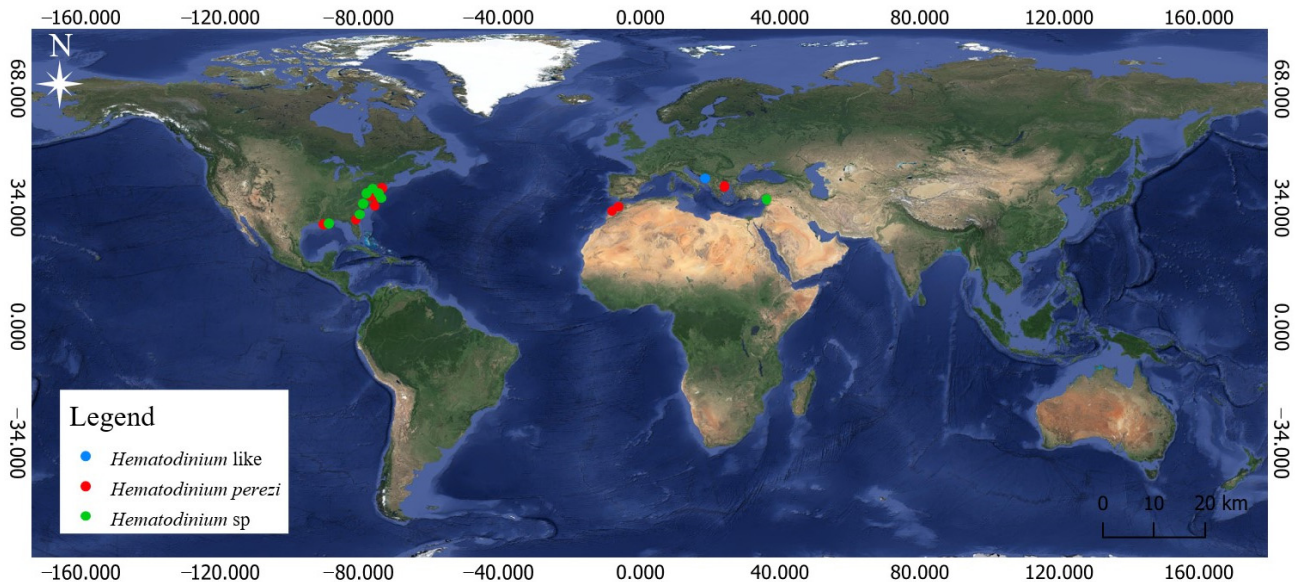 −160.000 −120.000 −80.000 −40.000 0.000 40.000 80.000 120.000 160.000
N
68.000 68.000
34.000 34.000
0.000 0.000
−34.000 −34.000
Legend
Hematodinium like
Hematodinium perezi
Hematodinium sp
0 10 20 km
−160.000 −120.000 −80.000 −40.000 0.000 40.000 80.000 120.000 160.000